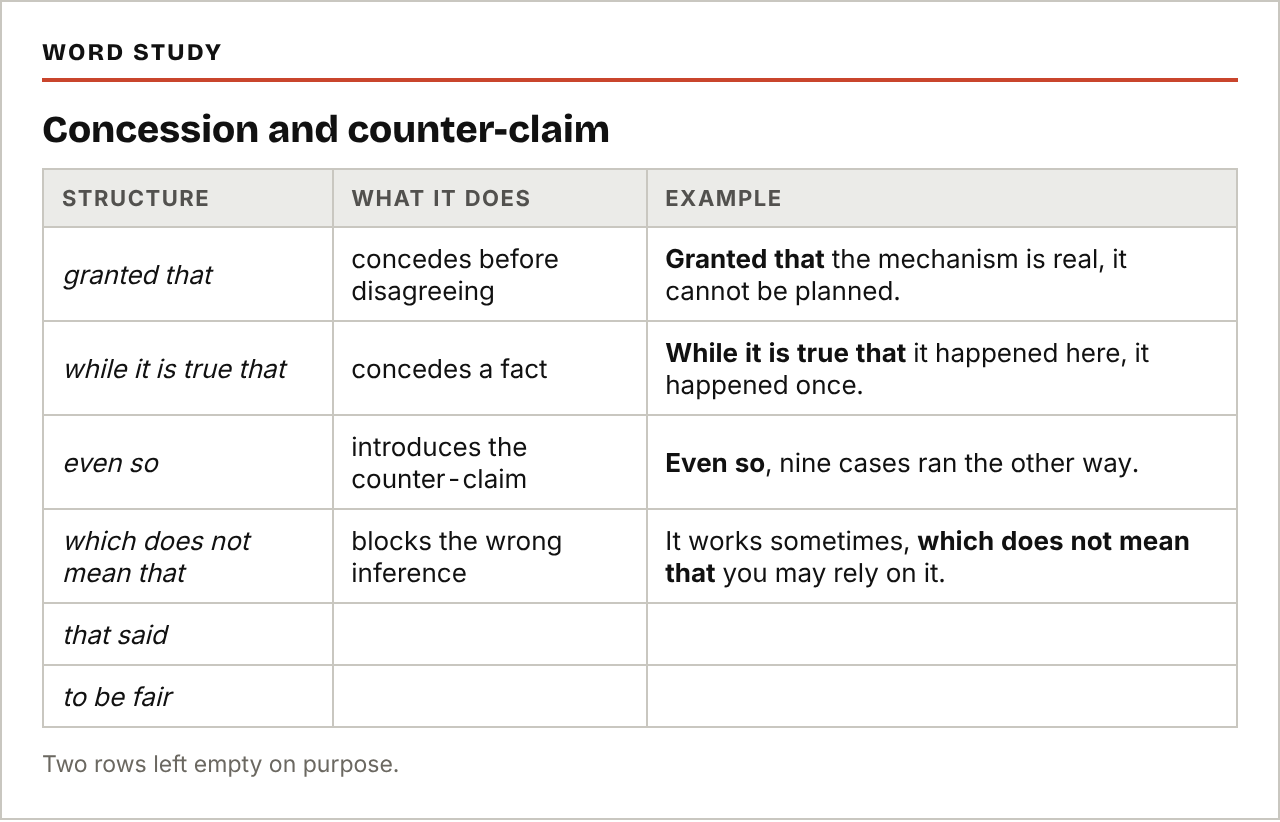 WORD STUDY
Concession and counter-claim
STRUCTURE
WHAT IT DOES
EXAMPLE
granted that
concedes before
disagreeing
Granted that the mechanism is real, it
cannot be planned.
while it is true that
concedes a fact
While it is true that it happened here, it
happened once.
even so
introduces the
counter-claim
Even so, nine cases ran the other way.
which does not
mean that
blocks the wrong
inference
It works sometimes, which does not mean
that you may rely on it.
that said
to be fair
Two rows left empty on purpose.